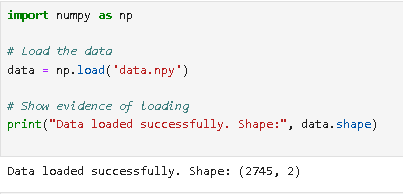 import numpy as np
# Load the data
data = np.load('data.npy')
# Show evidence of loading
print("Data loaded successfully. Shape:", data.shape)
Data loaded successfully. Shape: (2745, 2)